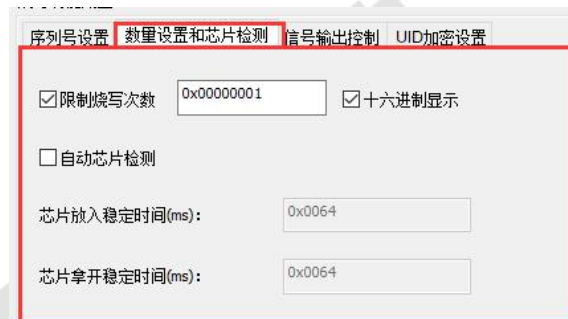 序列号设置 数量设置和芯片检测 信号输出控制 UID加密设置
限制烧写次数 0x00000001 十六进制显示
自动芯片检测
芯片放入稳定时间(ms): 0x0064
芯片拿开稳定时间(ms): 0x0064